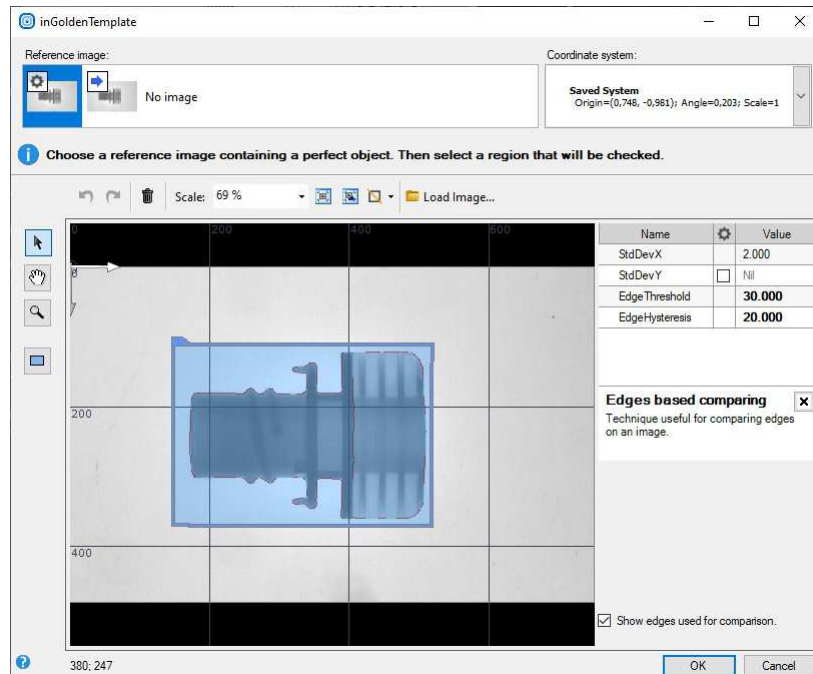 inGoldenTemplate
Reference image:
Coordinate system:
No image
Saved System
Origin=(0,748, -0,981); Angle=0,203; Scale=1
Choose a reference image containing a perfect object. Then select a region that will be checked.
Scale: 69 %
Load Image...
0 200 400 600
200
400
Name Value
StdDevX 2.000
StdDevY Nil
EdgeThreshold 30.000
EdgeHysteresis 20.000
Edges based comparing
Technique useful for comparing edges
on an image.
Show edges used for comparison.
380; 247
OK
Cancel